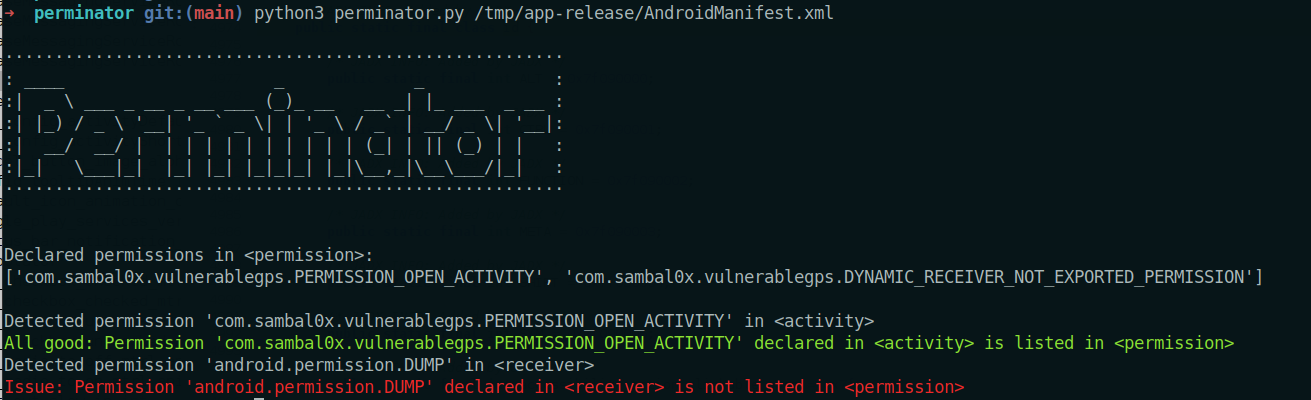 ➜ perminator git:(main) python3 perminator.py /tmp/app-release/AndroidManifest.xml
Perminator
Declared permissions in <permission>:
['com.sambal0x.vulnerablegps.PERMISSION_OPEN_ACTIVITY', 'com.sambal0x.vulnerablegps.DYNAMIC_RECEIVER_NOT_EXPORTED_PERMISSION']
Detected permission 'com.sambal0x.vulnerablegps.PERMISSION_OPEN_ACTIVITY' in <activity>
All good: Permission 'com.sambal0x.vulnerablegps.PERMISSION_OPEN_ACTIVITY' declared in <activity> is listed in <permission>
Detected permission 'android.permission.DUMP' in <receiver>
Issue: Permission 'android.permission.DUMP' declared in <receiver> is not listed in <permission>